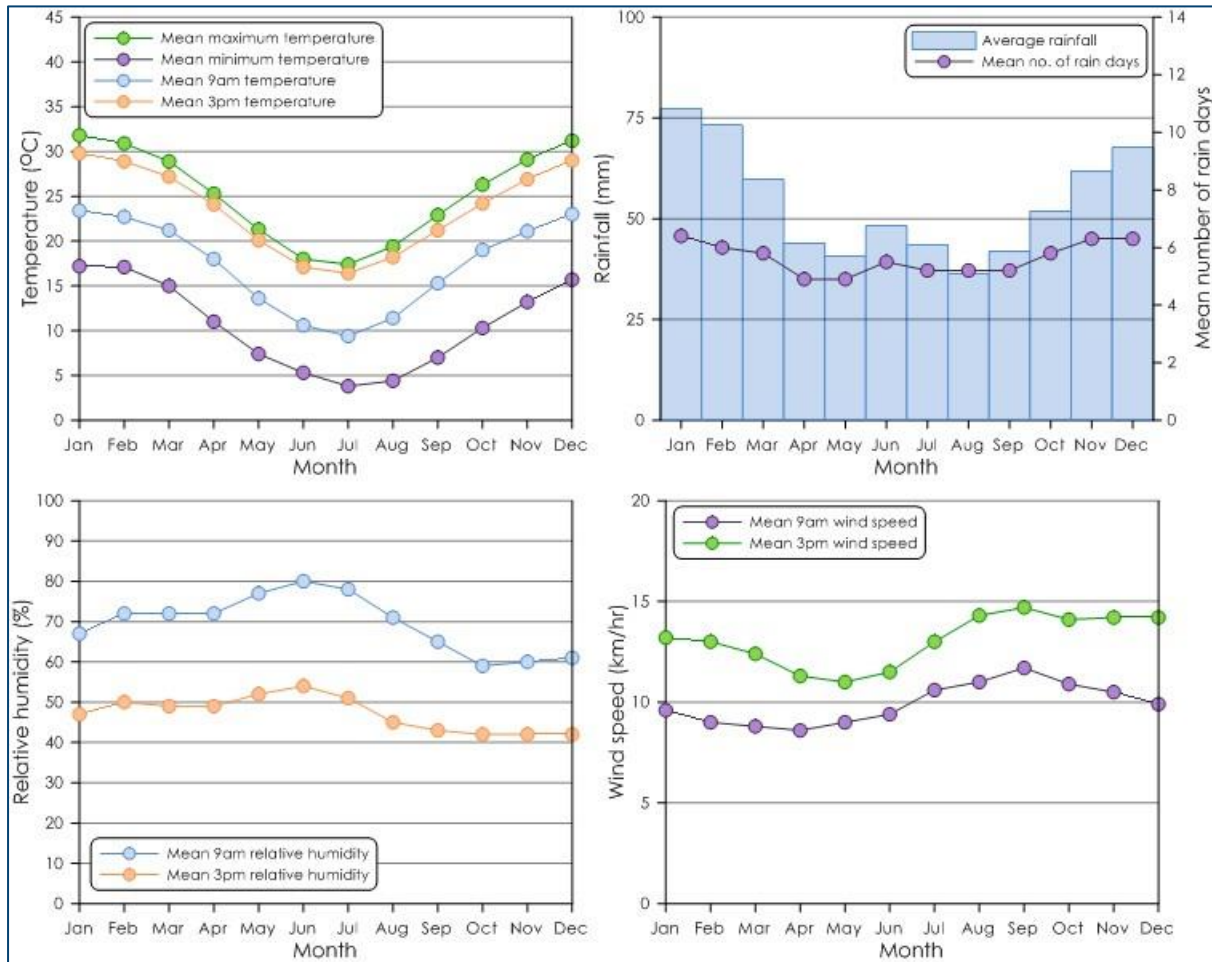 45
40
35
30
25
20
15
10
5
0
Temperature (ºC)
Mean maximum temperature
Mean minimum temperature
Mean 9am temperature
Mean 3pm temperature
Jan Feb Mar Apr May Jun Jul Aug Sep Oct Nov Dec
Month
100
75
50
25
0
Rainfall (mm)
Average rainfall
Mean no. of rain days
14
12
10
8
6
4
2
0
Mean number of rain days
Jan Feb Mar Apr May Jun Jul Aug Sep Oct Nov Dec
Month
100
90
80
70
60
50
40
30
20
10
0
Relative humidity (%)
Mean 9am relative humidity
Mean 3pm relative humidity
Jan Feb Mar Apr May Jun Jul Aug Sep Oct Nov Dec
Month
20
15
10
5
0
Wind speed (km/hr)
Mean 9am wind speed
Mean 3pm wind speed
Jan Feb Mar Apr May Jun Jul Aug Sep Oct Nov Dec
Month